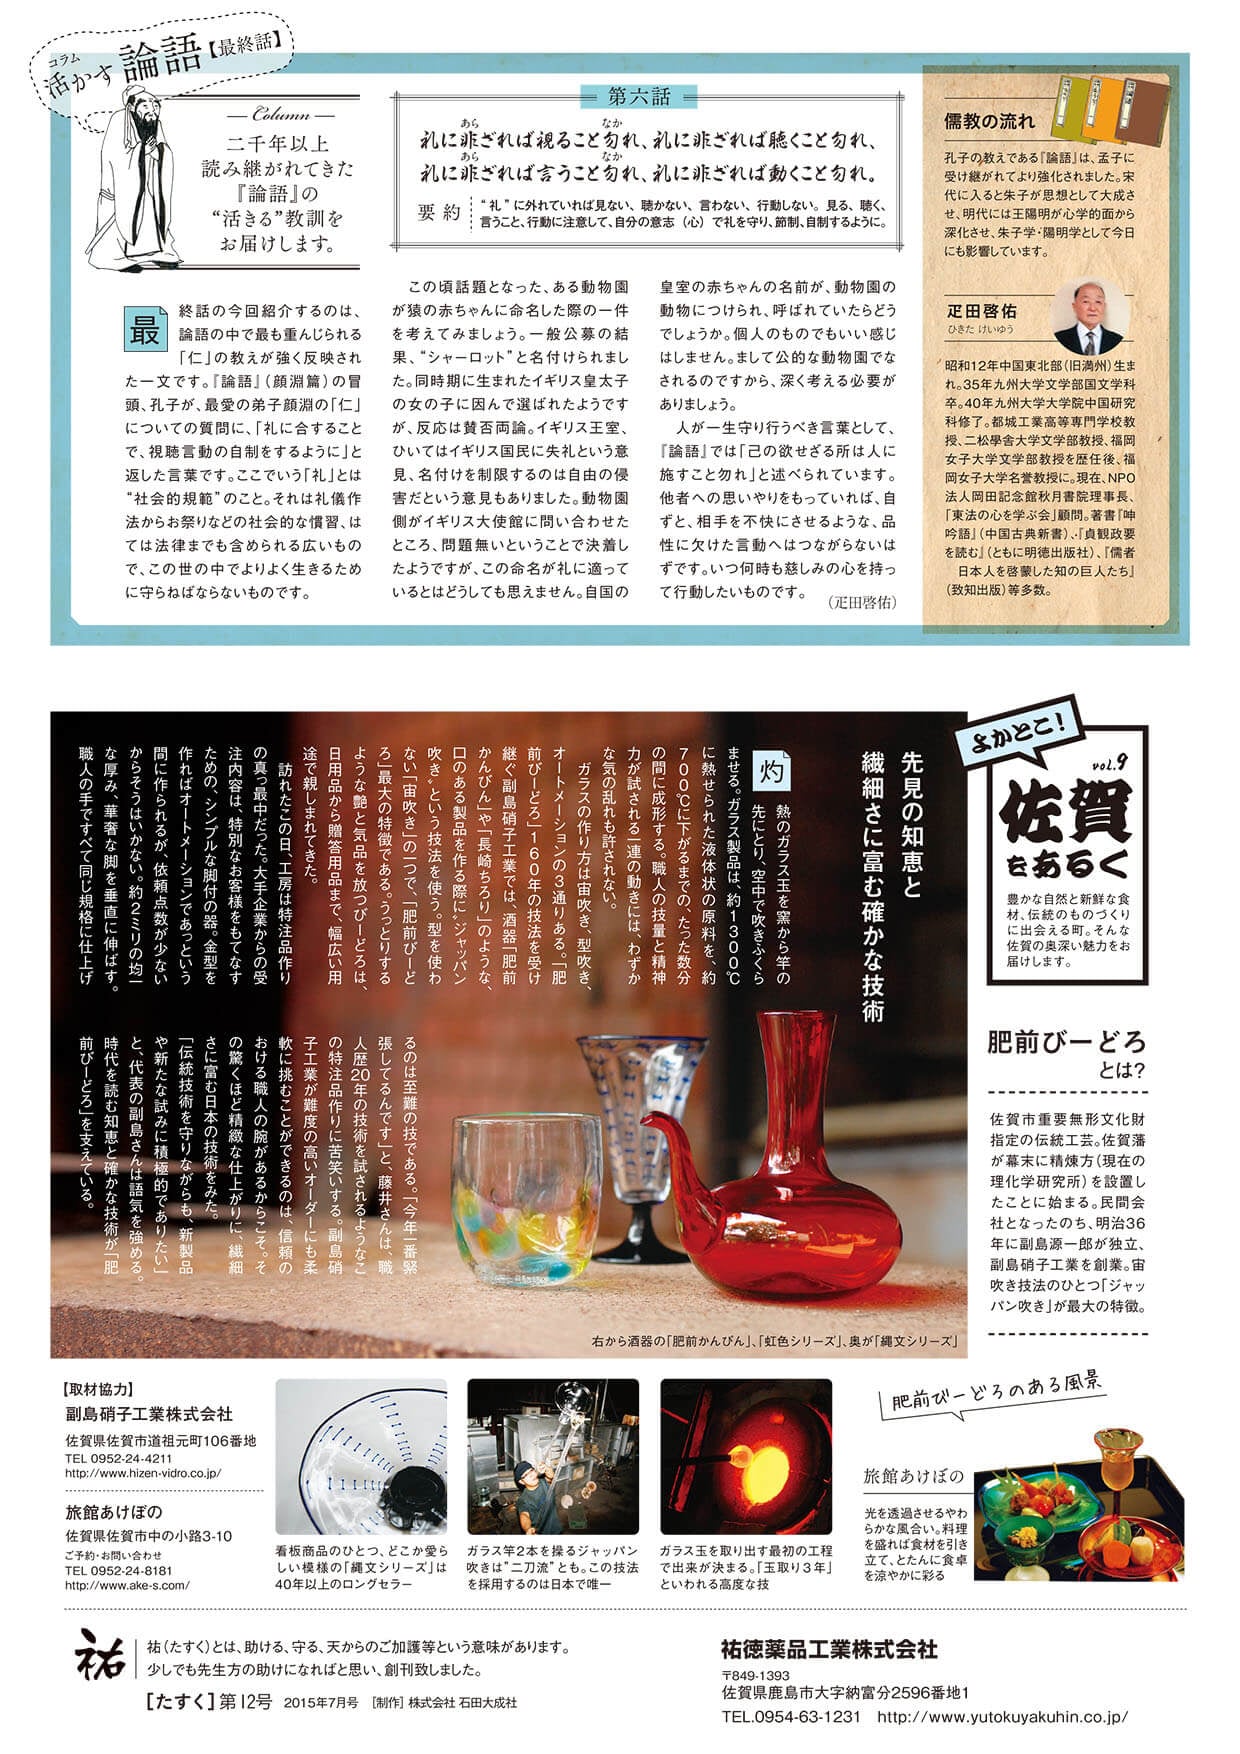 コラム
活かす論語【最終話】
Column
二千年以上
読み継がれてきた
『論語』の
“活きる”教訓を
お届けします。
第六話
礼に非ざれば視ること勿れ、礼に非ざれば聴くこと勿れ、
礼に非ざれば言うこと勿れ、礼に非ざれば動くこと勿れ。
あら
なか
あら
なか
要約
“礼”に外れていれば見ない、聴かない、言わない、行動しない。見る、聴く、
言うこと、行動に注意して、自分の意志（心）で礼を守り、節制、自制するように。
最
終話の今回紹介するのは、
論語の中で最も重んじられる
「仁」の教えが強く反映され
た一文です。『論語』（顔淵篇）の冒
頭、孔子が、最愛の弟子顔淵の「仁」
についての質問に、「礼に合すること
で、視聴言動の自制をするように」と
返した言葉です。ここでいう「礼」とは
“社会的規範”のこと。それは礼儀作
法からお祭りなどの社会的な慣習、は
ては法律までも含められる広いもの
で、この世の中でよりよく生きるため
に守らねばならないものです。
この頃話題となった、ある動物園
が猿の赤ちゃんに命名した際の一件
を考えてみましょう。一般公募の結
果、“シャーロット”と名付けられまし
た。同時期に生まれたイギリス皇太子
の女の子に因んで選ばれたようです
が、反応は賛否両論。イギリス王室、
ひいてはイギリス国民に失礼という意
見、名付けを制限するのは自由の侵
害だという意見もありました。動物園
側がイギリス大使館に問い合わせた
ところ、問題無いということで決着し
たようですが、この命名が礼に適って
いるとはどうしても思えません。自国の
皇室の赤ちゃんの名前が、動物園の
動物につけられ、呼ばれていたらどう
でしょうか。個人のものでもいい感じ
はしません。まして公的な動物園でな
されるのですから、深く考える必要が
ありましょう。
人が一生守り行うべき言葉として、
『論語』では「己の欲せざる所は人に
施すこと勿れ」と述べられています。
他者への思いやりをもっていれば、自
ずと、相手を不快にさせるような、品
性に欠けた言動へはつながらないは
ずです。いつ何時も慈しみの心を持っ
て行動したいものです。
（疋田啓佑）
儒教の流れ
孔子の教えである『論語』は、孟子に
受け継がれてより強化されました。宋
代に入ると朱子が思想として大成さ
せ、明代には王陽明が心学的面から
深化させ、朱子学・陽明学として今日
にも影響しています。
疋田啓佑
ひきた けいゆう
昭和12年中国東北部（旧満州）生ま
れ。35年九州大学文学部国文学科
卒。40年九州大学大学院中国研究
科修了。都城工業高等専門学校教
授、二松學舎大学文学部教授、福岡
女子大学文学部教授を歴任後、福
岡女子大学名誉教授に。現在、NPO
法人岡田記念館秋月書院理事長、
「東法の心を学ぶ会」顧問。著書『呻
吟語』（中国古典新書）、『貞観政要
を読む』（ともに明徳出版社）、『儒者
日本人を啓蒙した知の巨人たち』
（致知出版）等多数。
よかとこ！
vol.9
佐賀
をあるく
豊かな自然と新鮮な食
材、伝統のものづくり
に出会える町。そんな
佐賀の奥深い魅力をお
届けします。
先見の知恵と
繊細さに富む確かな技術
灼
熱のガラス玉を窯から竿の
先にとり、空中で吹きふくら
ませる。ガラス製品は、約1300℃
に熱せられた液体状の原料を、約
700℃に下がるまでの、たった数分
の間に成形する。職人の技量と精神
力が試される一連の動きには、わずか
な気の乱れも許されない。
ガラスの作り方は宙吹き、型吹き、
オートメーションの3通りある。「肥
前びーどろ」160年の技法を受け
継ぐ副島硝子工業では、酒器「肥前
かんびん」や「長崎ちろり」のような、
口のある製品を作る際に“ジャッパン
吹き”という技法を使う。型を使わ
ない「宙吹き」の一つで、「肥前びーど
ろ」最大の特徴である。うっとりする
ような艶と気品を放つびーどろは、
日用品から贈答用品まで、幅広い用
途で親しまれてきた。
訪れたこの日、工房は特注品作り
の真っ最中だった。大手企業からの受
注内容は、特別なお客様をもてなす
ための、シンプルな脚付の器。金型を
作ればオートメーションであっという
間に作られるが、依頼点数が少ない
からそうはいかない。約2ミリの均一
な厚み、華奢な脚を垂直に伸ばす。
職人の手ですべて同じ規格に仕上げ
るのは至難の技である。「今年一番緊
張してるんです」と、藤井さんは、職
人歴20年の技術を試されるようなこ
の特注品作りに苦笑いする。副島硝
子工業が難度の高いオーダーにも柔
軟に挑むことができるのは、信頼の
おける職人の腕があるからこそ。そ
の驚くほど精緻な仕上がりに、繊細
さに富む日本の技術をみた。
「伝統技術を守りながらも、新製品
や新たな試みに積極的でありたい」
と、代表の副島さんは語気を強める。
時代を読む知恵と確かな技術が「肥
前びーどろ」を支えている。
右から酒器の「肥前かんびん」、「虹色シリーズ」、奥が「縄文シリーズ」
肥前びーどろ
とは？
佐賀市重要無形文化財
指定の伝統工芸。佐賀藩
が幕末に精煉方（現在の
理化学研究所）を設置し
たことに始まる。民間会
社となったのち、明治36
年に副島源一郎が独立、
副島硝子工業を創業。宙
吹き技法のひとつ「ジャッ
パン吹き」が最大の特徴。
【取材協力】
副島硝子工業株式会社
佐賀県佐賀市道祖元町106番地
TEL 0952-24-4211
http://www.hizen-vidro.co.jp/
旅館あけぼの
佐賀県佐賀市中の小路3-10
ご予約・お問い合わせ
TEL 0952-24-8181
http://www.ake-s.com/
看板商品のひとつ、どこか愛ら
しい模様の「縄文シリーズ」は
40年以上のロングセラー
ガラス竿2本を操るジャッパン
吹きは“二刀流”とも。この技法
を採用するのは日本で唯一
ガラス玉を取り出す最初の工程
で出来が決まる。「玉取り3年」
といわれる高度な技
肥前びーどろのある風景
旅館あけぼの
光を透過させるやわ
らかな風合い。料理
を盛れば食材を引き
立て、とたんに食卓
を涼やかに彩る
祐
祐（たすく）とは、助ける、守る、天からのご加護等という意味があります。
少しでも先生方の助けになればと思い、創刊致しました。
［たすく］第12号 2015年7月号 ［制作］株式会社 石田大成社
祐徳薬品工業株式会社
〒849-1393
佐賀県鹿島市大字納富分2596番地1
TEL.0954-63-1231 http://www.yutokuyakuhin.co.jp/